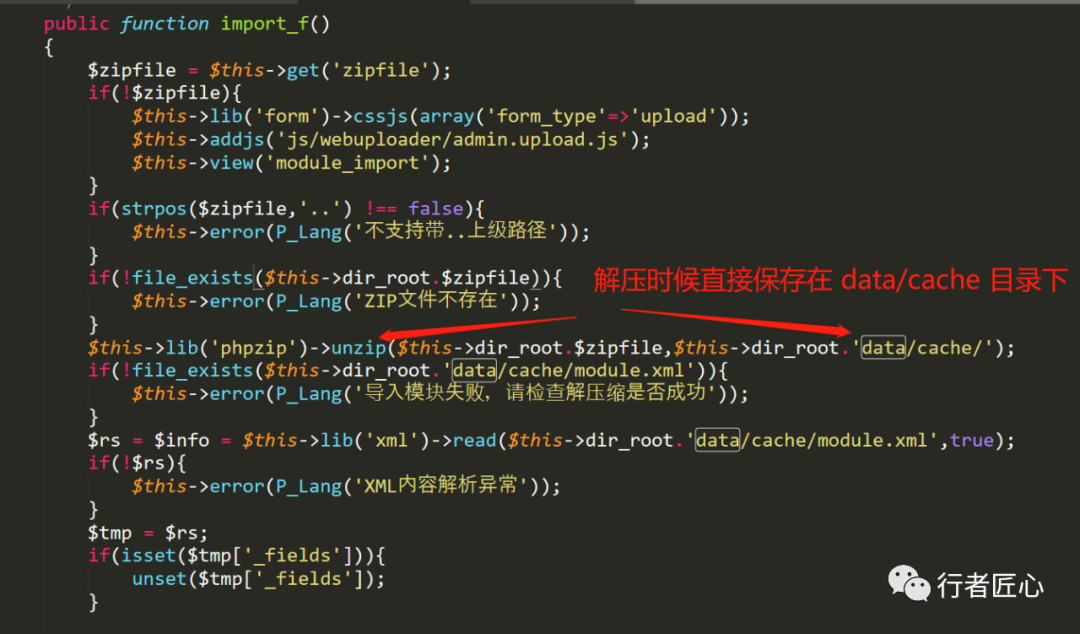 public function import_f()
{
$zipfile = $this->get('zipfile');
if(!$zipfile){
$this->lib('form')->cssjs(array('form_type'=>'upload'));
$this->addjs('js/webuploader/admin.upload.js');
$this->view('module_import');
}
if(strpos($zipfile,'..') !== false){
$this->error(P_Lang('不支持带..上级路径'));
}
if(!file_exists($this->dir_root.$zipfile)){
解压时候直接保存在 data/cache 目录下
$this->error(P_Lang('ZIP文件不存在'));
}
$this->lib('phpzip')->unzip($this->dir_root.$zipfile,$this->dir_root.'data/cache/');
if(!file_exists($this->dir_root.'data/cache/module.xml')){
$this->error(P_Lang('导入模块失败，请检查解压缩是否成功'));
}
$rs = $info = $this->lib('xml')->read($this->dir_root.'data/cache/module.xml',true);
if(!$rs){
$this->error(P_Lang('XML内容解析异常'));
}
$tmp = $rs;
if(isset($tmp['_fields'])){
unset($tmp['_fields']);
}
行者匠心